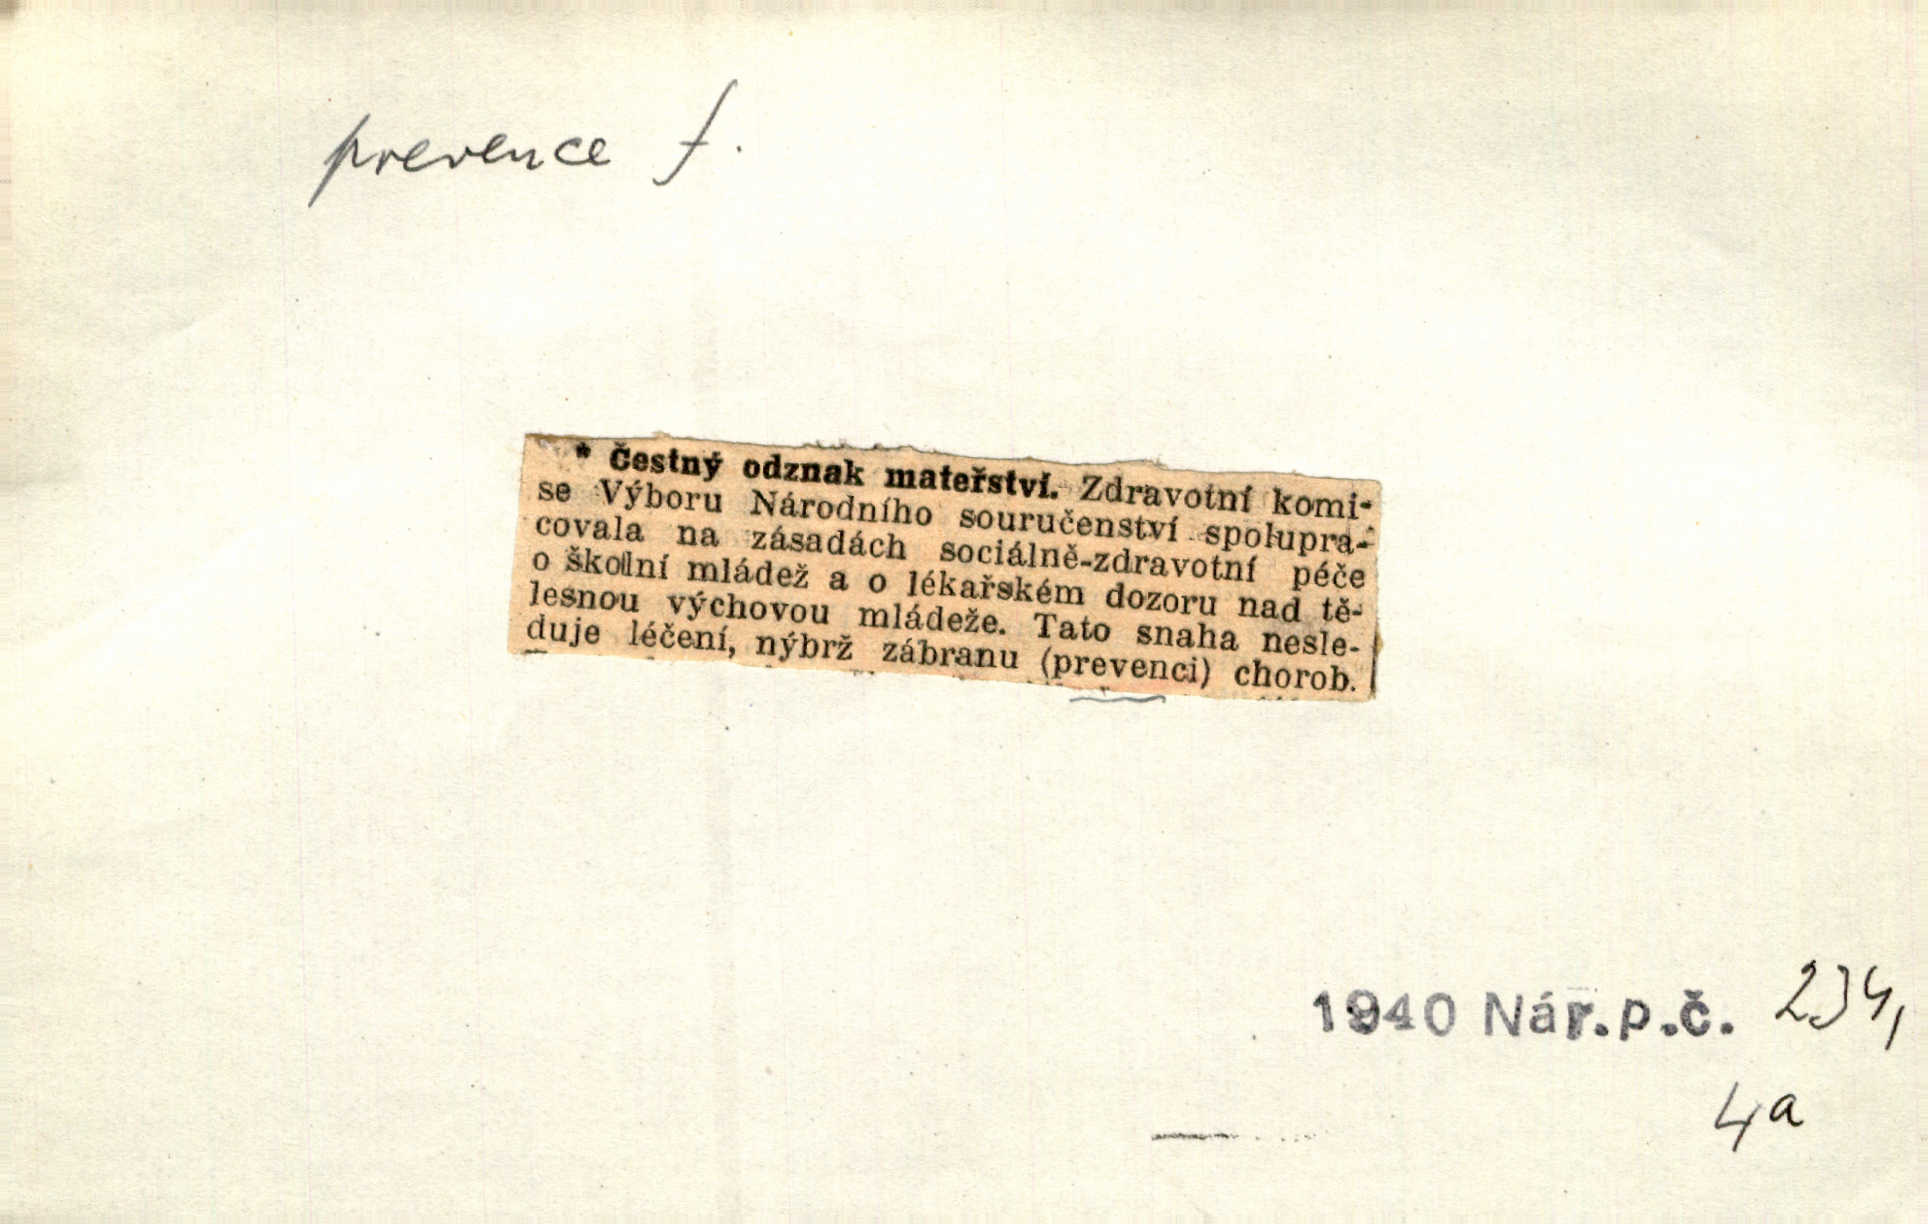 prevence f.
* Čestný odznak mateřství. Zdravotní komi-
se Výboru Národního souručenství spolupra-
covala na zásadách sociálně-zdravotní péče
o školní mládež a o lékařském dozoru nad tě-
lesnou výchovou mládeže. Tato snaha nesle-
duje léčení, nýbrž zábranu (prevenci) chorob.
1940 Nár.p.č. 234,
4a